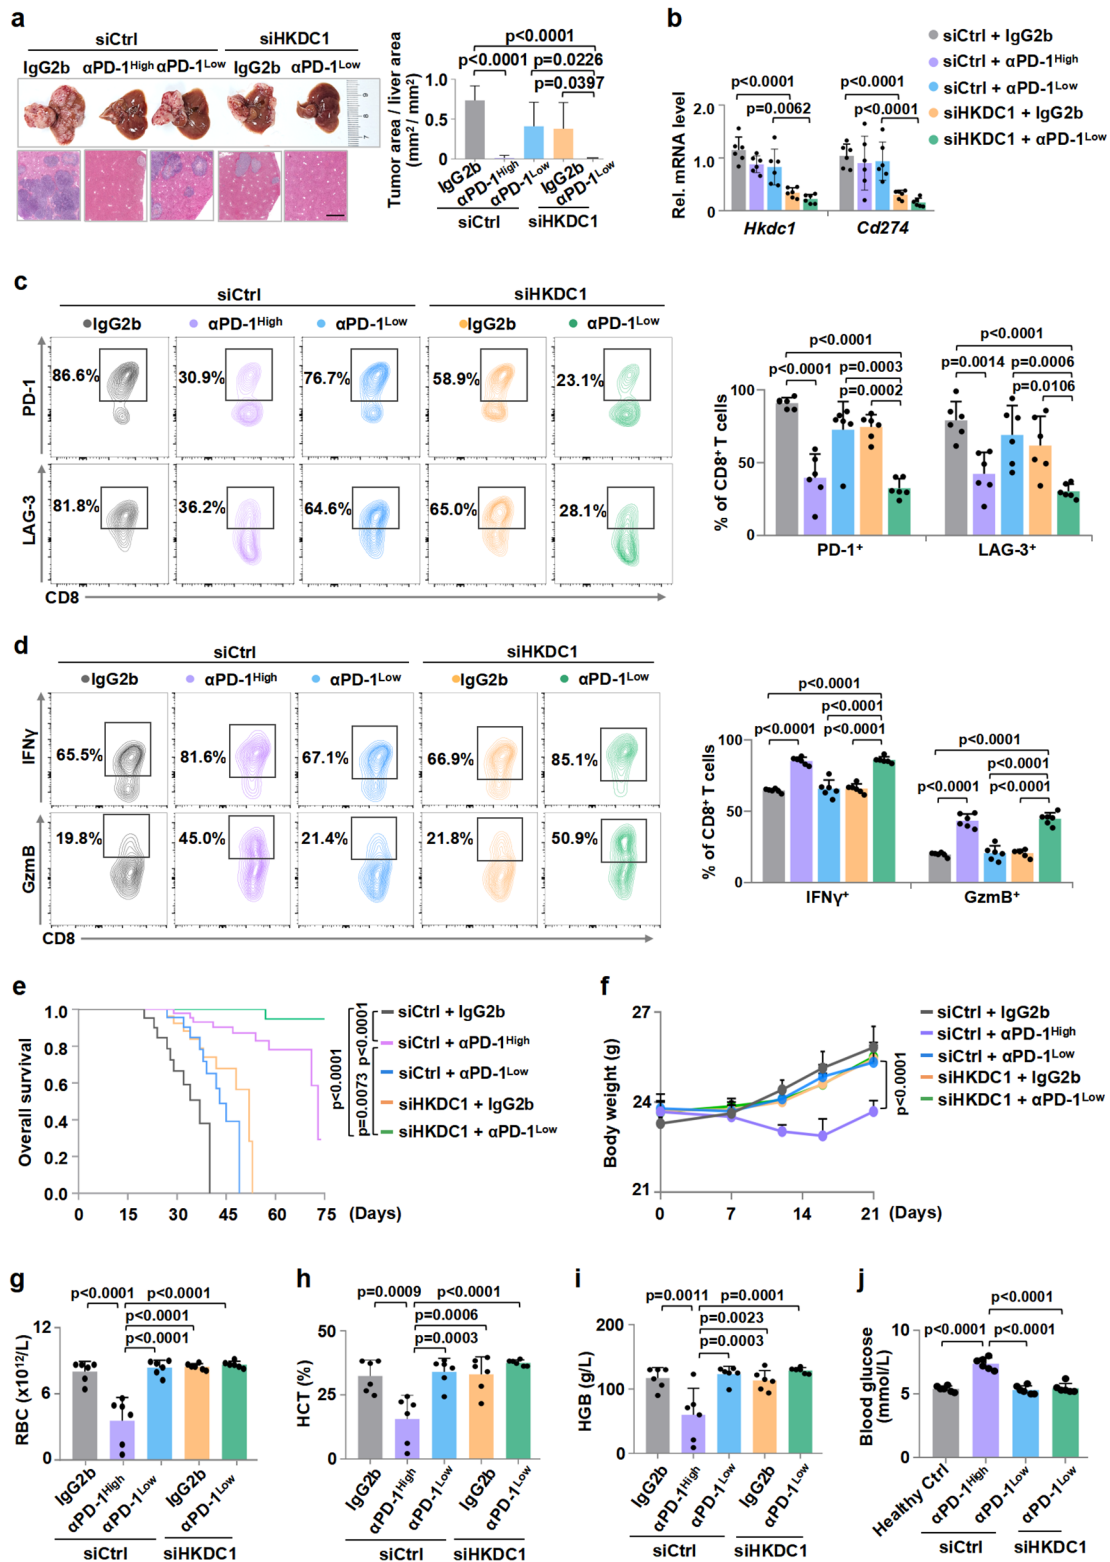 a
siCtrl
siHKDC1
IgG2b
αPD-1High
αPD-1Low
IgG2b
αPD-1Low
7
8
9
Tumor area / liver area
(mm2 / mm2)
p<0.0001
p<0.0001
p=0.0226
p=0.0397
1.0
0.5
0
IgG2b
αPD-1High
αPD-1Low
IgG2b
αPD-1Low
siCtrl
siHKDC1
b
siCtrl + IgG2b
siCtrl + αPD-1High
siCtrl + αPD-1Low
siHKDC1 + IgG2b
siHKDC1 + αPD-1Low
Rel. mRNA level
2.0
1.0
0
p<0.0001
p=0.0062
p<0.0001
p<0.0001
Hkdc1
Cd274
c
siCtrl
siHKDC1
IgG2b
αPD-1High
αPD-1Low
IgG2b
αPD-1Low
PD-1
86.6%
30.9%
76.7%
58.9%
23.1%
LAG-3
81.8%
36.2%
64.6%
65.0%
28.1%
CD8
% of CD8+ T cells
100
50
0
p<0.0001
p<0.0001
p=0.0003
p=0.0002
p<0.0001
p=0.0014
p=0.0006
p=0.0106
PD-1+
LAG-3+
d
siCtrl
siHKDC1
IgG2b
αPD-1High
αPD-1Low
IgG2b
αPD-1Low
IFNγ
65.5%
81.6%
67.1%
66.9%
85.1%
GzmB
19.8%
45.0%
21.4%
21.8%
50.9%
CD8
% of CD8+ T cells
100
50
0
p<0.0001
p<0.0001
p<0.0001
p<0.0001
p<0.0001
p<0.0001
p<0.0001
p<0.0001
IFNγ+
GzmB+
e
Overall survival
1.0
0.8
0.6
0.4
0.2
0.0
0
15
30
45
60
75
(Days)
p<0.0001
p<0.0001
p=0.0073
siCtrl + IgG2b
siCtrl + αPD-1High
siCtrl + αPD-1Low
siHKDC1 + IgG2b
siHKDC1 + αPD-1Low
f
Body weight (g)
27
24
21
0
7
14
21
(Days)
p<0.0001
siCtrl + IgG2b
siCtrl + αPD-1High
siCtrl + αPD-1Low
siHKDC1 + IgG2b
siHKDC1 + αPD-1Low
g
RBC (x1012/L)
12
6
0
p<0.0001
p<0.0001
p<0.0001
p<0.0001
IgG2b
αPD-1High
αPD-1Low
IgG2b
αPD-1Low
siCtrl
siHKDC1
h
HCT (%)
50
25
0
p=0.0009
p<0.0001
p=0.0006
p=0.0003
IgG2b
αPD-1High
αPD-1Low
IgG2b
αPD-1Low
siCtrl
siHKDC1
i
HGB (g/L)
200
100
0
p=0.0011
p=0.0001
p=0.0023
p=0.0003
IgG2b
αPD-1High
αPD-1Low
IgG2b
αPD-1Low
siCtrl
siHKDC1
j
Blood glucose
(mmol/L)
10
5
0
p<0.0001
p<0.0001
p<0.0001
Healthy Ctrl
αPD-1High
αPD-1Low
αPD-1Low
siCtrl
siHKDC1